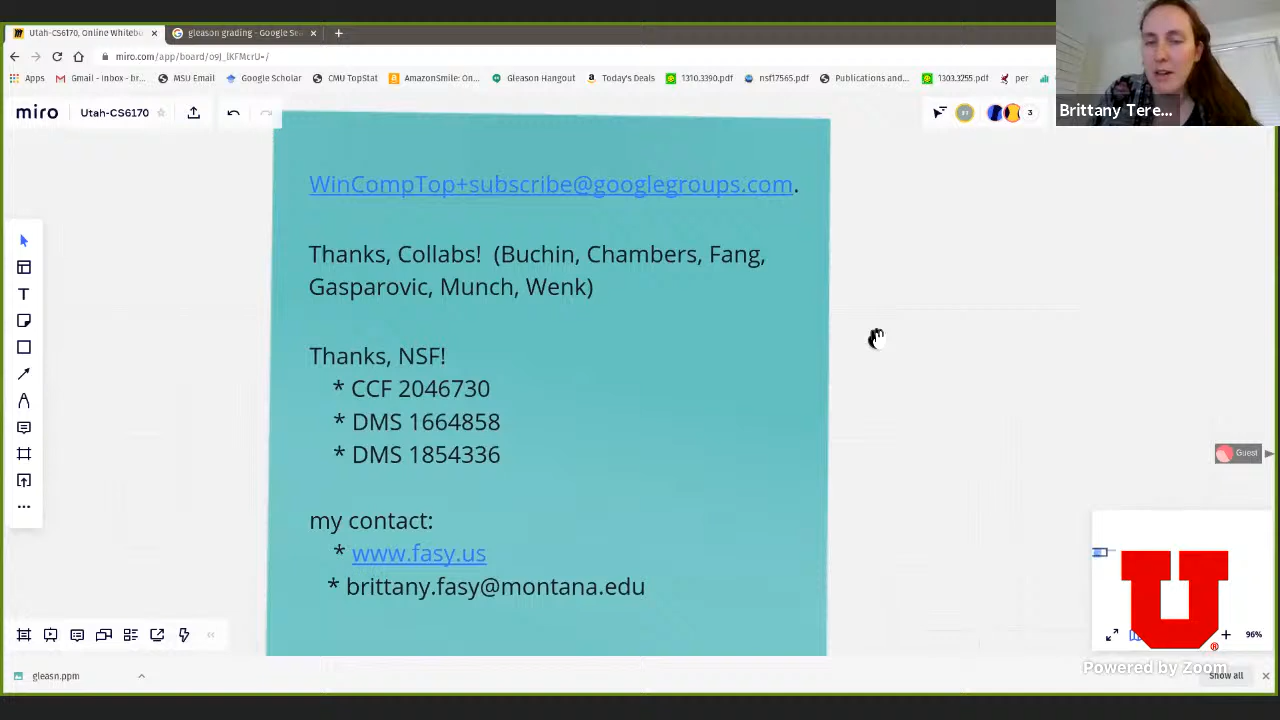 Utah-CS6170, Online Whitebo
gleason grading - Google Se
miro.com/app/board/o9J_lKFMcrU=/
Apps
Gmail - Inbox - br...
MSU Email
Google Scholar
CMU TopStat
AmazonSmile: On...
Gleason Hangout
Today's Deals
1310.3390.pdf
nsf17565.pdf
Publications and...
1303.3255.pdf
per
Brittany Tere...
miro
Utah-CS6170
3
WinCompTop+subscribe@googlegroups.com.
Thanks, Collabs! (Buchin, Chambers, Fang,
Gasparovic, Munch, Wenk)
Thanks, NSF!
* CCF 2046730
* DMS 1664858
* DMS 1854336
my contact:
* www.fasy.us
* brittany.fasy@montana.edu
Guest
U
96%
Powered by Zoom
gleasn.ppm
Show all